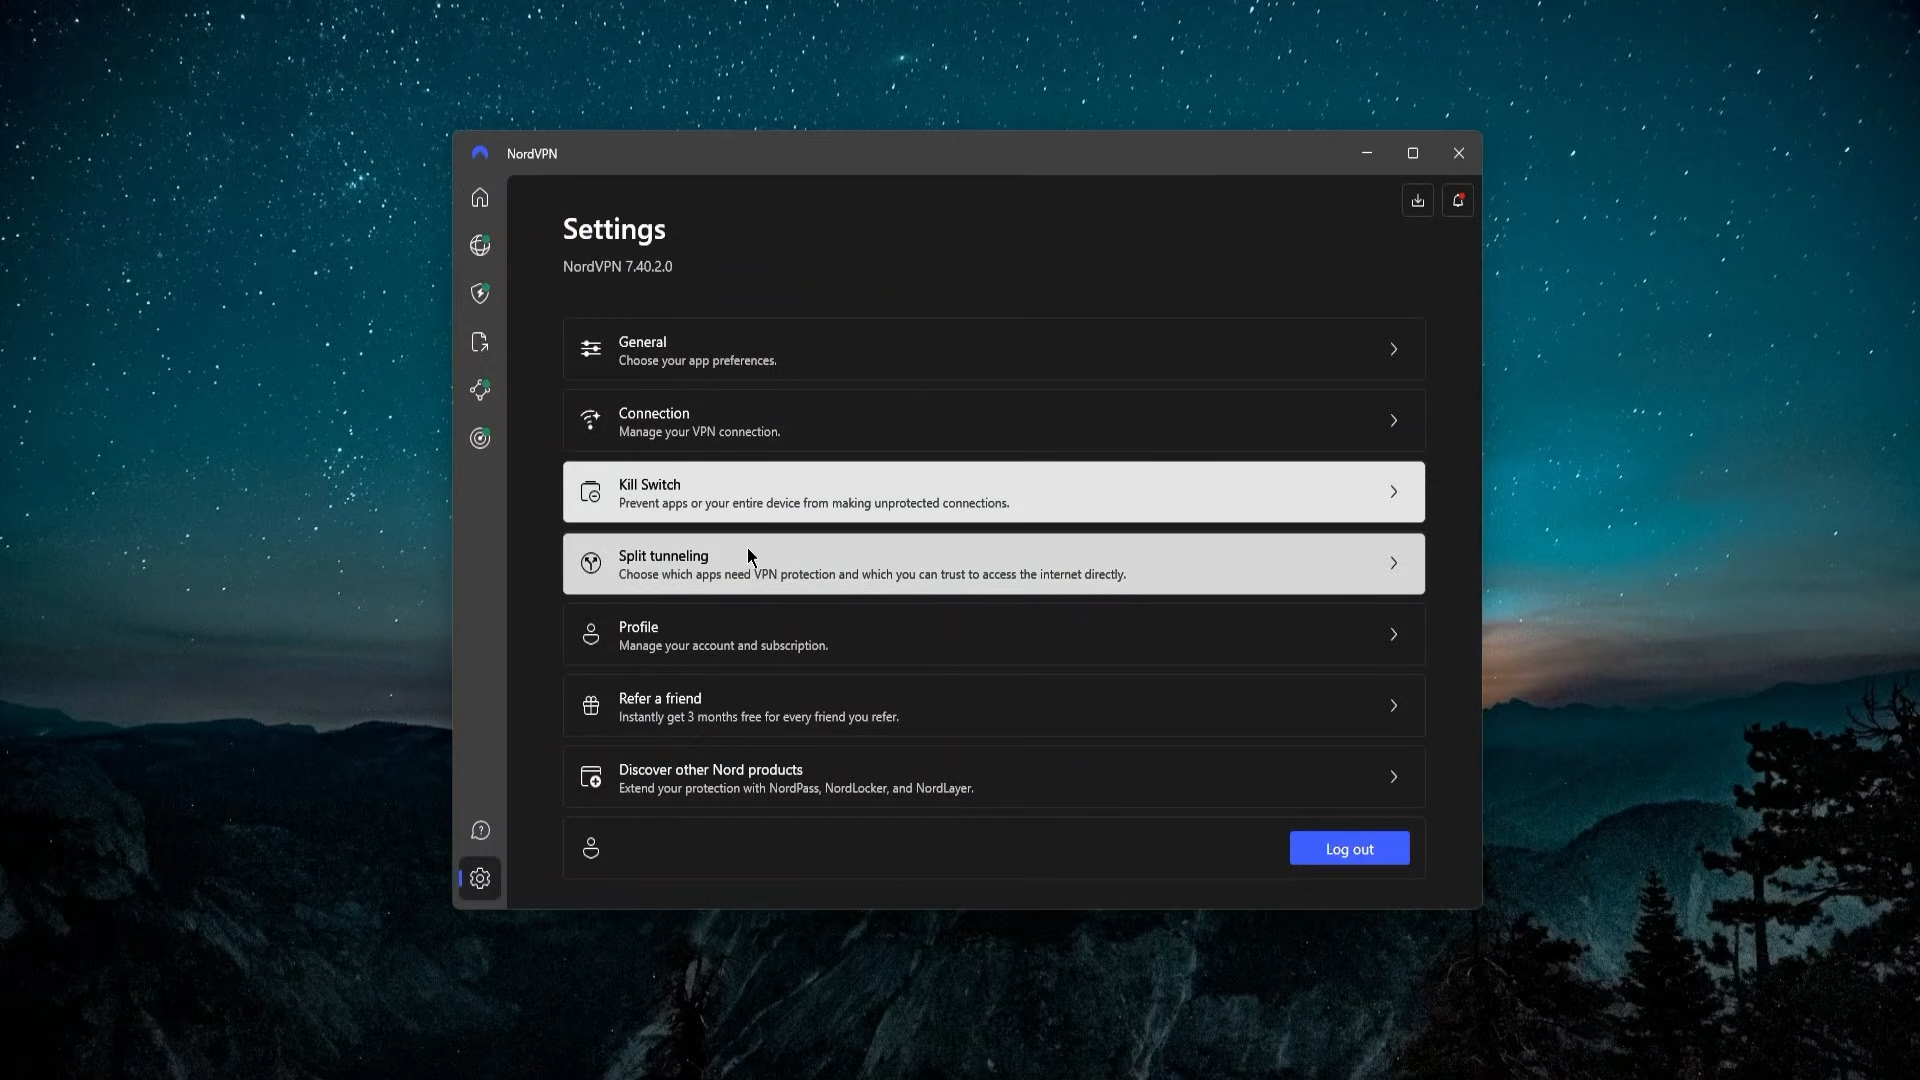 NordVPN
Settings
NordVPN 7.40.2.0
General
Choose your app preferences.
Connection
Manage your VPN connection.
Kill Switch
Prevent apps or your entire device from making unprotected connections.
Split tunneling
Choose which apps need VPN protection and which you can trust to access the internet directly.
Profile
Manage your account and subscription.
Refer a friend
Instantly get 3 months free for every friend you refer.
Discover other Nord products
Extend your protection with NordPass, NordLocker, and NordLayer.
Log out